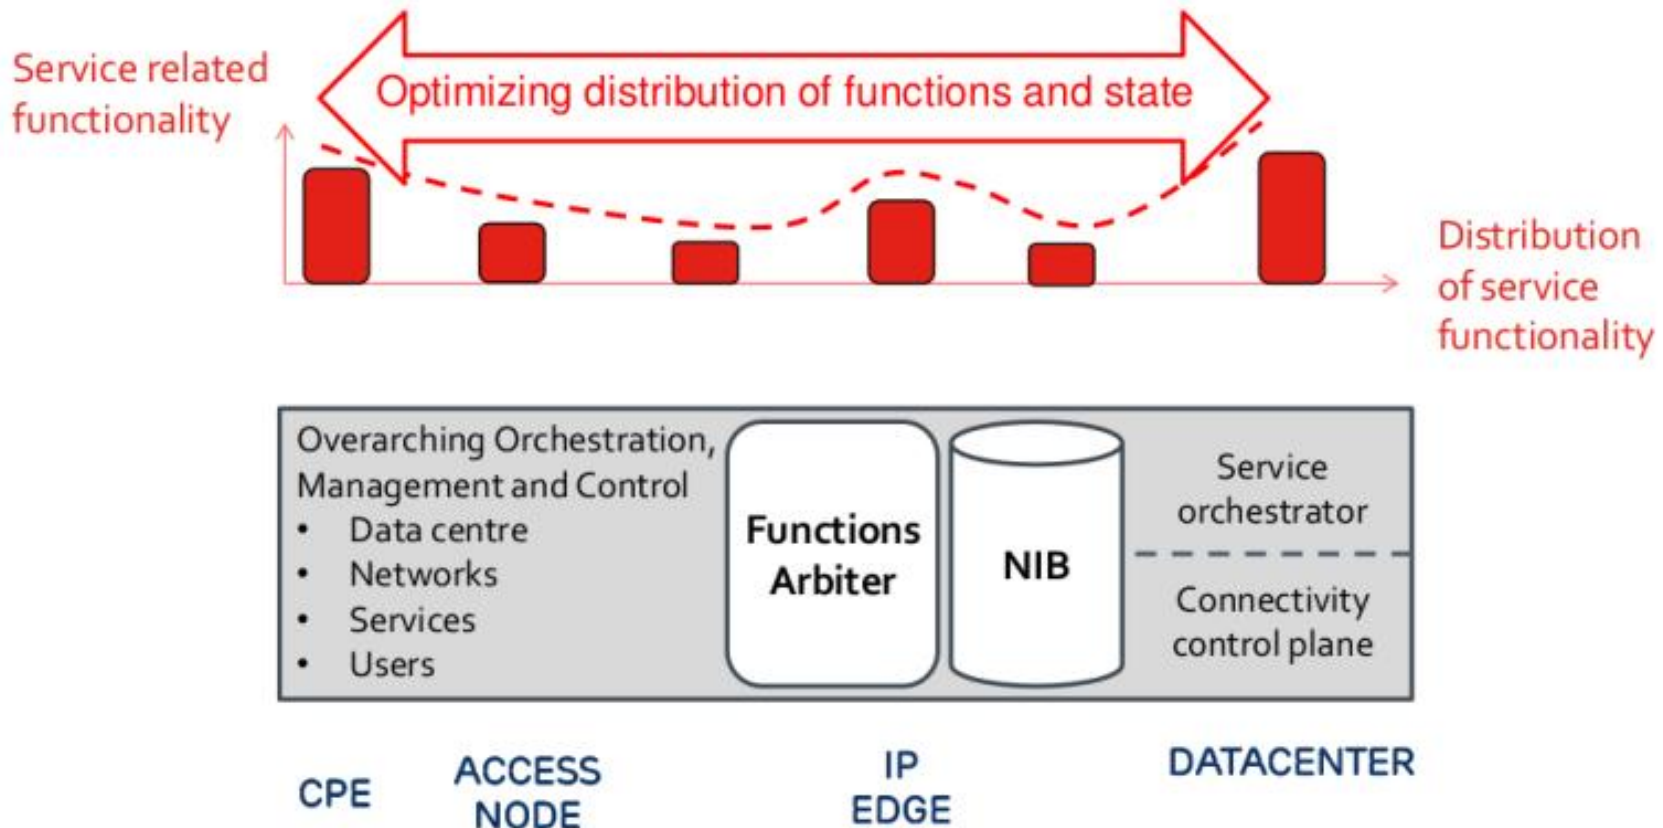 Service related
functionality
Optimizing distribution of functions and state
Distribution
of service
functionality
Overarching Orchestration,
Management and Control
• Data centre
• Networks
• Services
• Users
Functions
Arbiter
NIB
Service
orchestrator
Connectivity
control plane
CPE
ACCESS
NODE
IP
EDGE
DATACENTER